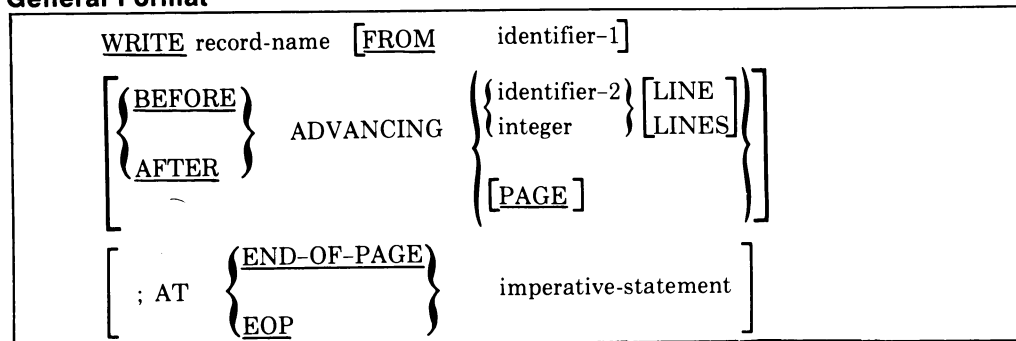 General Format
WRITE record-name [FROM identifier-1]
[{BEFORE
AFTER} ADVANCING {{identifier-2
integer} [LINE
LINES]
[PAGE]}]
[; AT {END-OF-PAGE
EOP} imperative-statement]